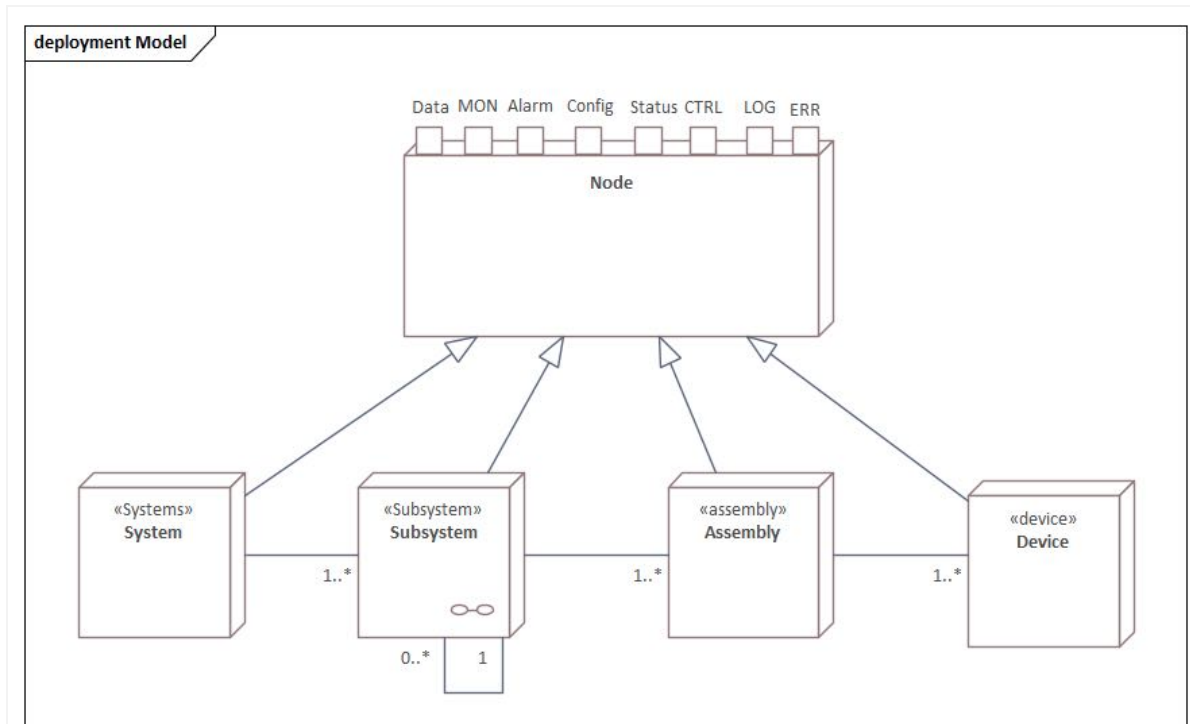 deployment Model
Data MON Alarm Config Status CTRL LOG ERR
Node
«Systems»
System
«Subsystem»
Subsystem
«assembly»
Assembly
«device»
Device
1..* 1..* 1..*
0..* 1